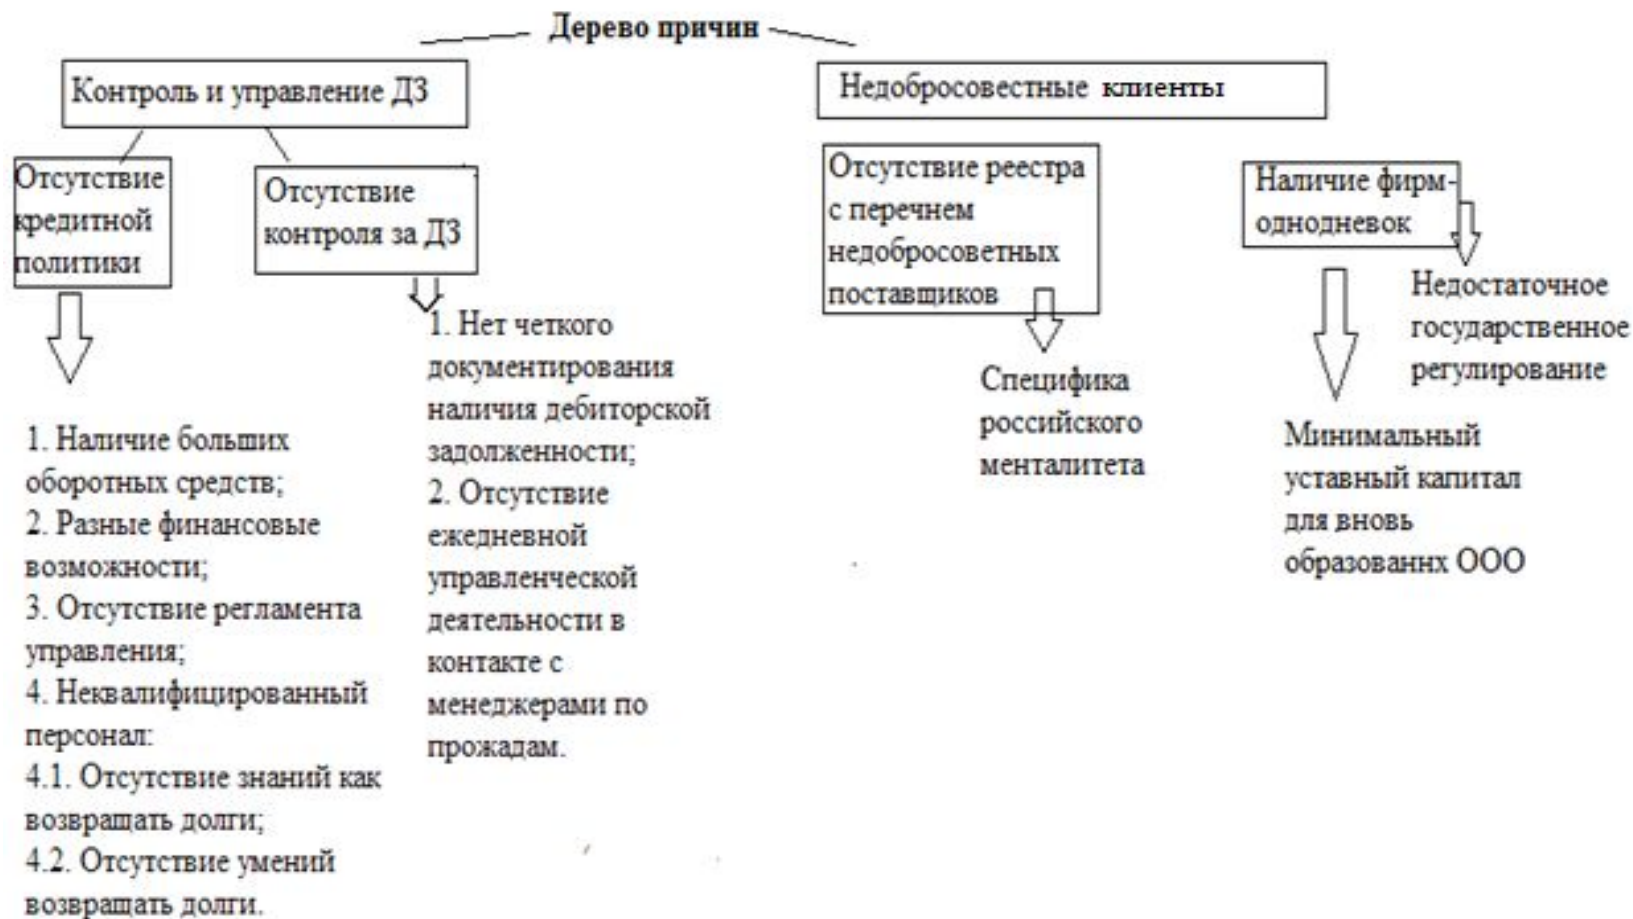 Дерево причин
Контроль и управление ДЗ
Отсутствие
кредитной
политики
1. Наличие больших
оборотных средств;
2. Разные финансовые
возможности;
3. Отсутствие регламента
управления;
4. Неквалифицированный
персонал:
4.1. Отсутствие знаний как
возвращать долги;
4.2. Отсутствие умений
возвращать долги.
Отсутствие
контроля за ДЗ
1. Нет четкого
документирования
наличия дебиторской
задолженности;
2. Отсутствие
ежедневной
управленческой
деятельности в
контакте с
менеджерами по
прожадам.
Недобросовестные клиенты
Отсутствие реестра
с перечнем
недобросоветных
поставщиков
Специфика
российского
менталитета
Наличие фирм-
однодневок
Минимальный
уставный капитал
для вновь
образованнх ООО
Недостаточное
государственное
регулирование